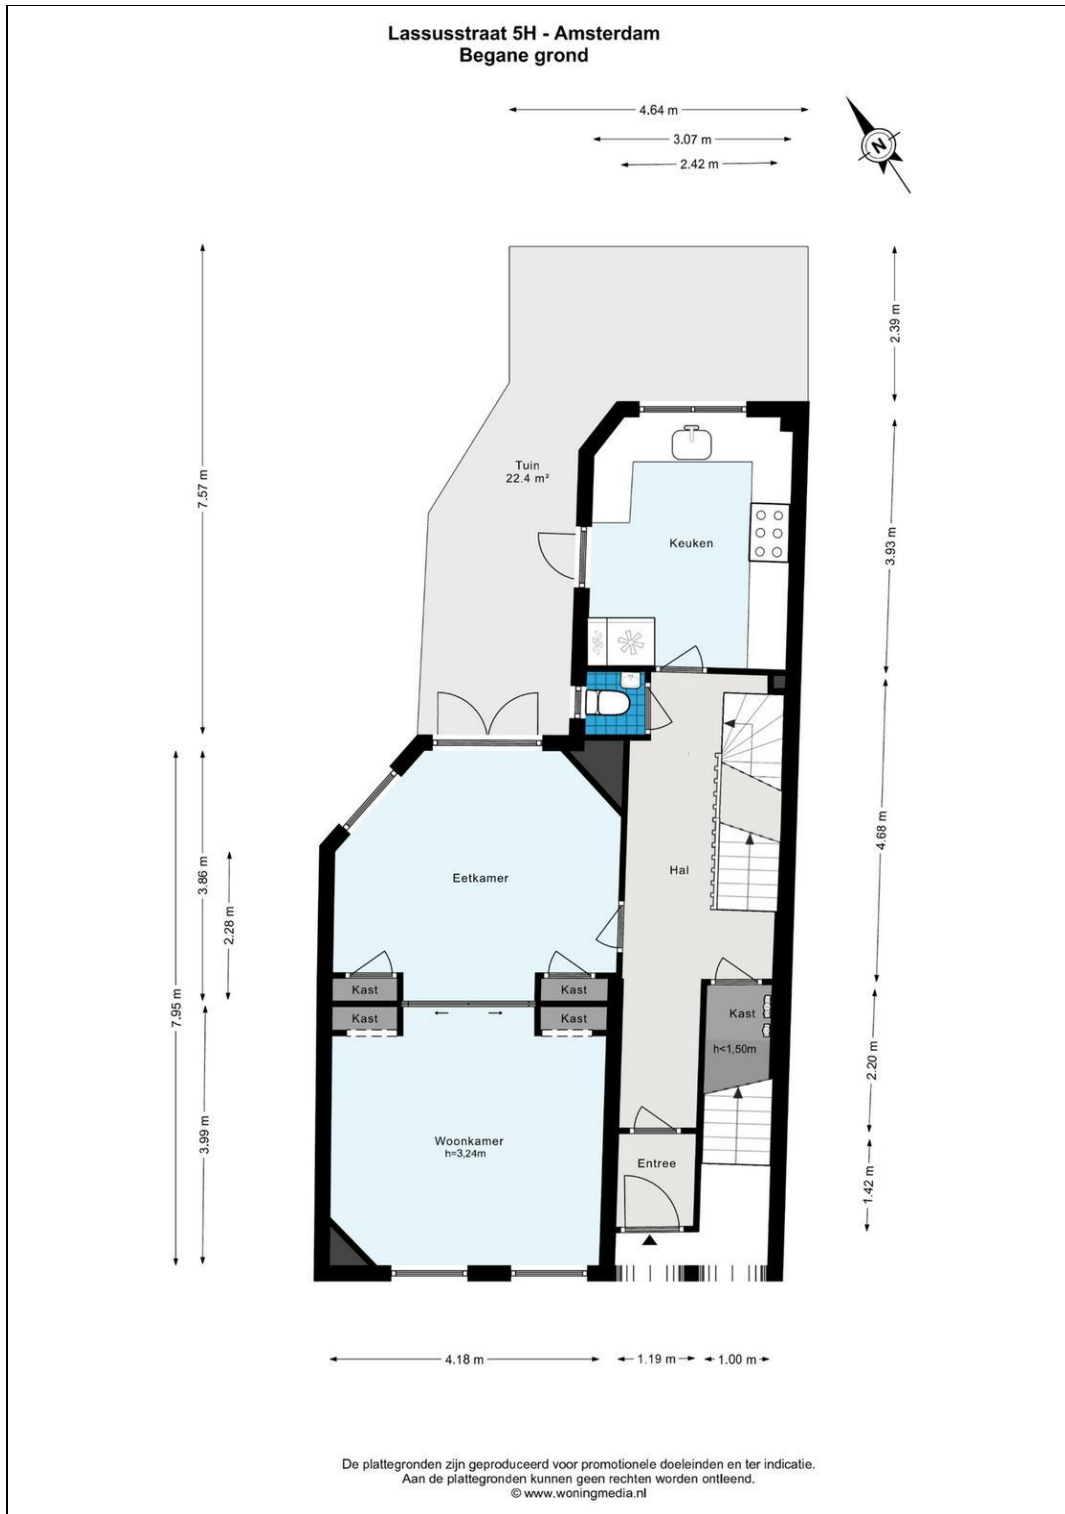 Lassusstraat 5H - Amsterdam
Begane grond
4.64 m
3.07 m
2.42 m
N
2.39 m
7.57 m
Tuin
22.4 m²
Keuken
3.93 m
3.86 m
2.28 m
7.95 m
3.99 m
Eetkamer
Hal
4.68 m
Kast
Kast
Kast
Kast
Kast
h<1,50m
2.20 m
Woonkamer
h=3,24m
Entree
1.42 m
4.18 m
1.19 m
1.00 m
De plattegronden zijn geproduceerd voor promotionele doeleinden en ter indicatie.
Aan de plattegronden kunnen geen rechten worden ontleend.
© www.woningmedia.nl